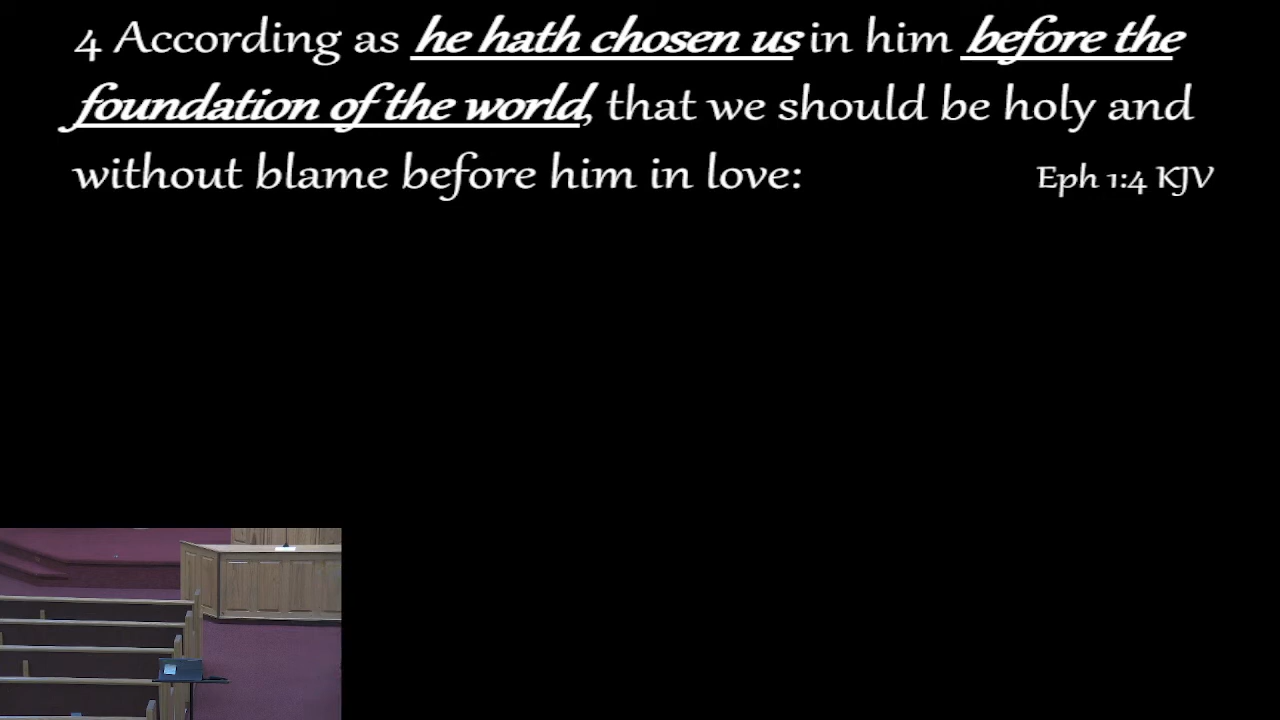 4 According as he hath chosen us in him before the
foundation of the world, that we should be holy and
without blame before him in love: Eph 1:4 KJV